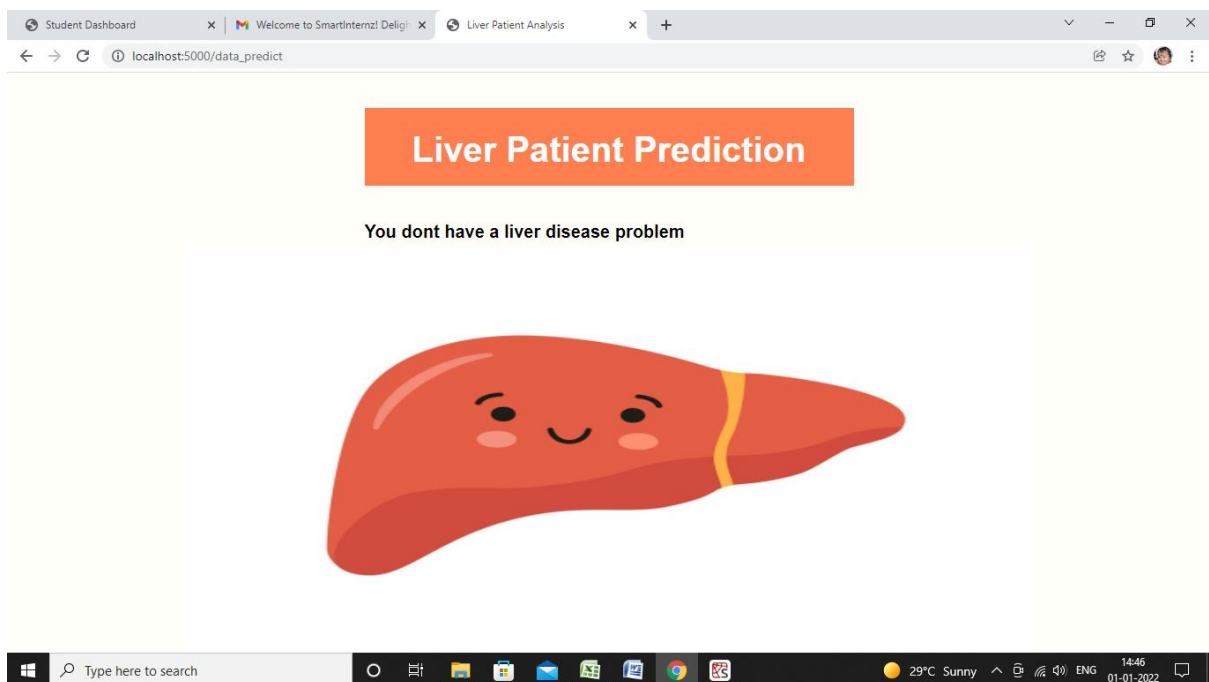 Student Dashboard
Welcome to SmartInternz! Deligh
Liver Patient Analysis
localhost:5000/data_predict
Liver Patient Prediction
You dont have a liver disease problem
Type here to search
29°C Sunny
ENG
14:46
01-01-2022